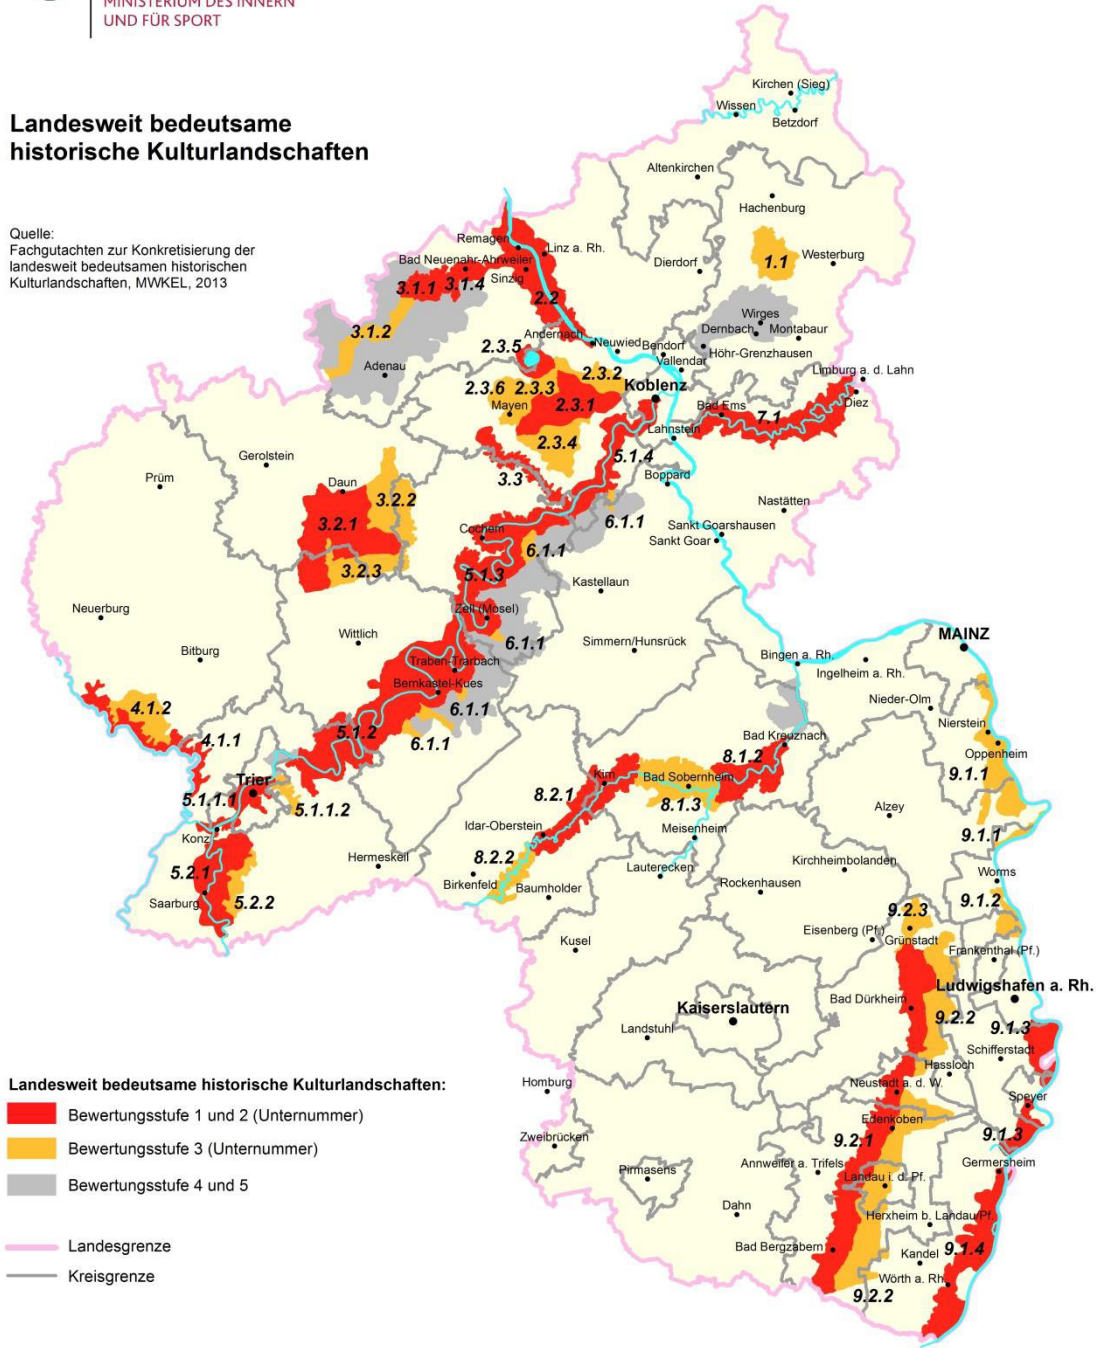 MINISTERIUM DES INNERN
UND FÜR SPORT
Landesweit bedeutsame
historische Kulturlandschaften
Quelle:
Fachgutachten zur Konkretisierung der
landesweit bedeutsamen historischen
Kulturlandschaften, MWKEL, 2013
Kirchen (Sieg)
Wissen
Betzdorf
Altenkirchen
Hachenburg
Remagen
Linz a. Rh.
Bad Neuenahr-Ahrweiler
Sinzig
Dierdorf
1.1
Westerburg
3.1.1
3.1.4
2.2
3.1.2
Wirges
Dernbach
Montabaur
Andernach
Neuwied
Bendorf
Höhr-Grenzhausen
2.3.5
Vallendar
Adenau
2.3.2
Limburg a. d. Lahn
2.3.6
2.3.3
Koblenz
Diez
Mayen
2.3.1
Bad Ems
7.1
2.3.4
Lahnstein
5.1.4
Gerolstein
3.3
Boppard
Prüm
Daun
3.2.2
Nastätten
3.2.1
6.1.1
Sankt Goarshausen
Cochem
Sankt Goar
6.1.1
3.2.3
5.1.3
Kastellaun
Neuerburg
Zell (Mosel)
Wittlich
6.1.1
Simmern/Hunsrück
MAINZ
Bitburg
Traben-Trarbach
Bingen a. Rh.
Ingelheim a. Rh.
Bernkastel-Kues
4.1.2
6.1.1
Nieder-Olm
Nierstein
5.1.2
4.1.1
6.1.1
Bad Kreuznach
Oppenheim
8.1.2
9.1.1
Trier
Kirn
Bad Sobernheim
5.1.1.1
5.1.1.2
8.2.1
8.1.3
Alzey
Konz
Idar-Oberstein
Meisenheim
9.1.1
Hermeskeil
8.2.2
Kirchheimbolanden
5.2.1
Lauterecken
Worms
Birkenfeld
Baumholder
Rockenhausen
Saarburg
5.2.2
9.1.2
9.2.3
Eisenberg (Pf.)
Grünstadt
Kusel
Frankenthal (Pf.)
Ludwigshafen a. Rh.
Bad Dürkheim
Kaiserslautern
9.2.2
Landstuhl
9.1.3
Schifferstadt
Hassloch
Homburg
Neustadt a. d. W.
Speyer
Edenkoben
Zweibrücken
9.2.1
9.1.3
Annweiler a. Trifels
Germersheim
Pirmasens
Landau i. d. Pf.
Dahn
Herxheim b. Landau/Pf.
Bad Bergzabern
Kandel
9.1.4
Wörth a. Rh.
9.2.2
Landesweit bedeutsame historische Kulturlandschaften:
Bewertungsstufe 1 und 2 (Unternummer)
Bewertungsstufe 3 (Unternummer)
Bewertungsstufe 4 und 5
Landesgrenze
Kreisgrenze